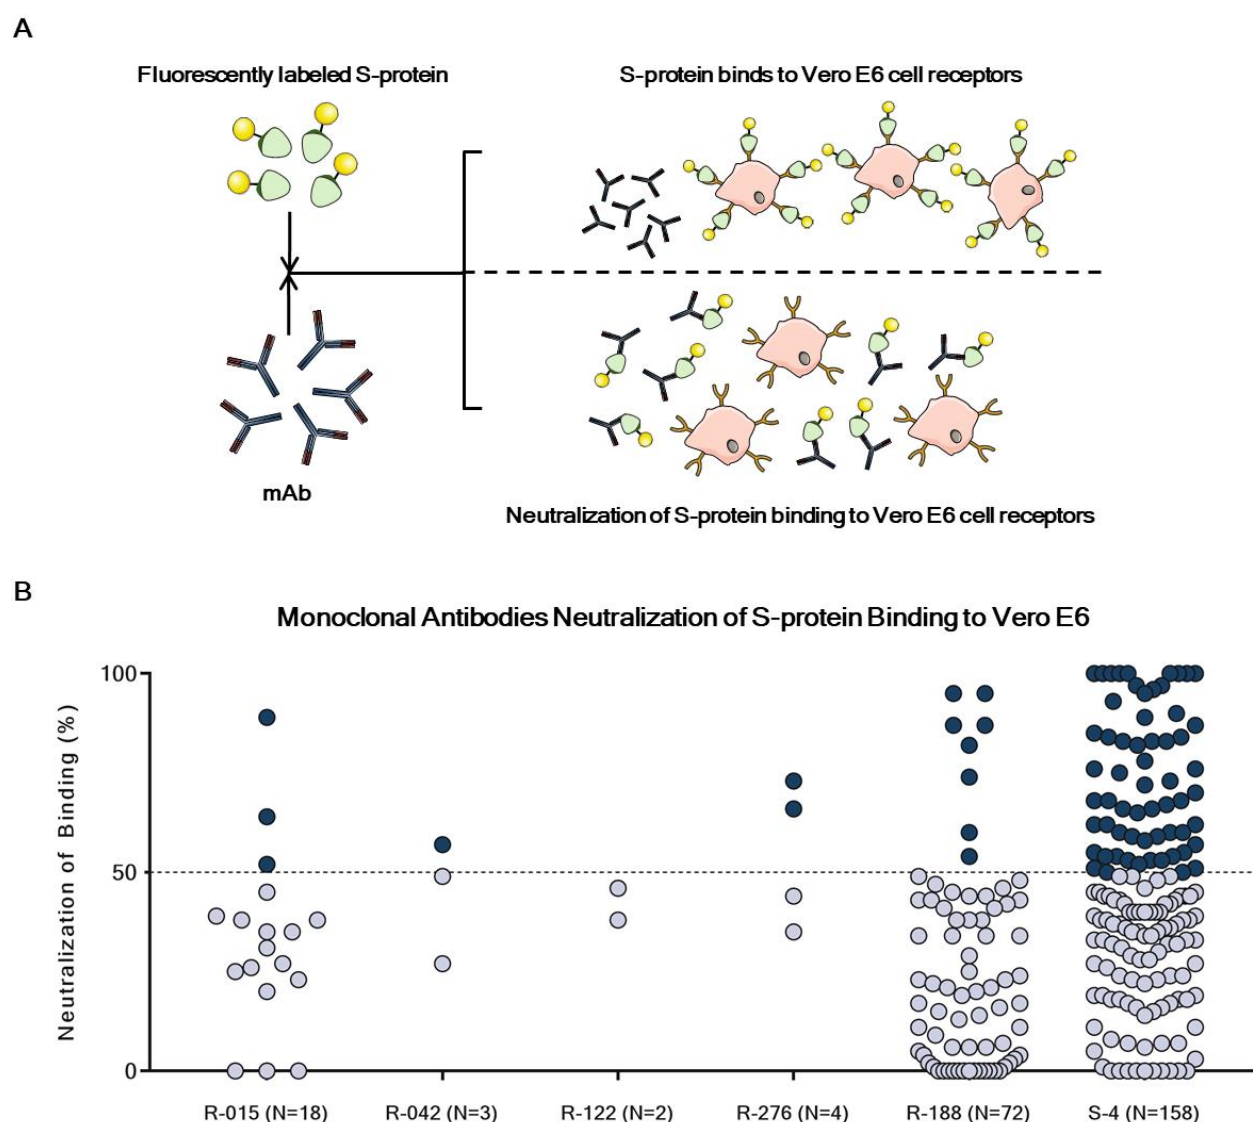 A
Fluorescently labeled S-protein
S-protein binds to Vero E6 cell receptors
mAb
Neutralization of S-protein binding to Vero E6 cell receptors
B
Monoclonal Antibodies Neutralization of S-protein Binding to Vero E6
Neutralization of Binding (%)
100
50
0
R-015 (N=18) R-042 (N=3) R-122 (N=2) R-276 (N=4) R-188 (N=72) S-4 (N=158)